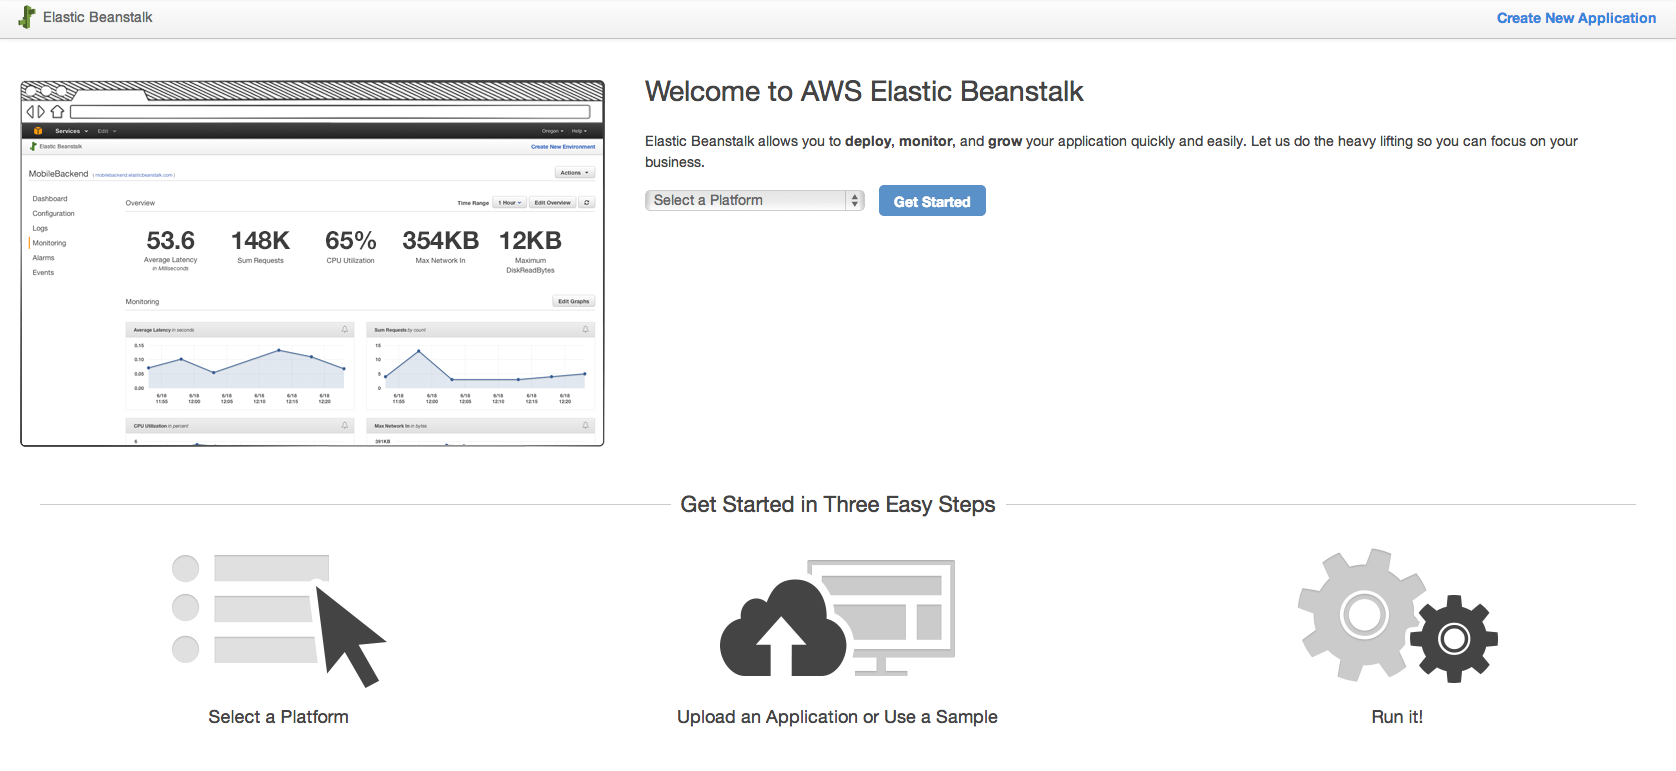 Elastic Beanstalk
Create New Application
Services
Edit
Oregon
Help
Elastic Beanstalk
Create New Environment
MobileBackend ( mobilebackend.elasticbeanstalk.com )
Actions
Dashboard
Configuration
Logs
Monitoring
Alarms
Events
Overview
Time Range
1 Hour
Edit Overview
53.6
Average Latency
in Milliseconds
148K
Sum Requests
65%
CPU Utilization
354KB
Max Network In
12KB
Maximum
DiskReadBytes
Monitoring
Edit Graphs
Average Latency in seconds
0.15
0.10
0.05
0.00
6/18 6/18 6/18 6/18 6/18 6/18
11:55 12:00 12:05 12:10 12:15 12:20
Sum Requests by count
15
10
5
0
6/18 6/18 6/18 6/18 6/18 6/18
11:55 12:00 12:05 12:10 12:15 12:20
CPU Utilization in percent
6
Max Network In in bytes
391KB
Welcome to AWS Elastic Beanstalk
Elastic Beanstalk allows you to deploy, monitor, and grow your application quickly and easily. Let us do the heavy lifting so you can focus on your
business.
Select a Platform
Get Started
Get Started in Three Easy Steps
Select a Platform
Upload an Application or Use a Sample
Run it!